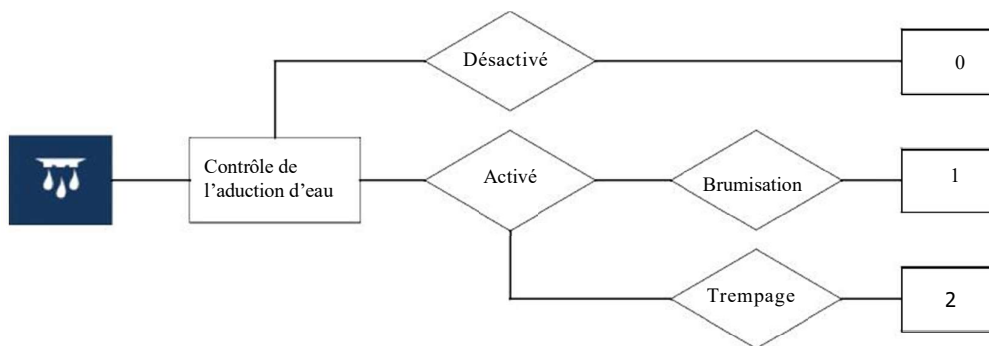 Désactivé
0
Contrôle de
l’aduction d’eau
Activé
Brumisation
1
Trempage
2